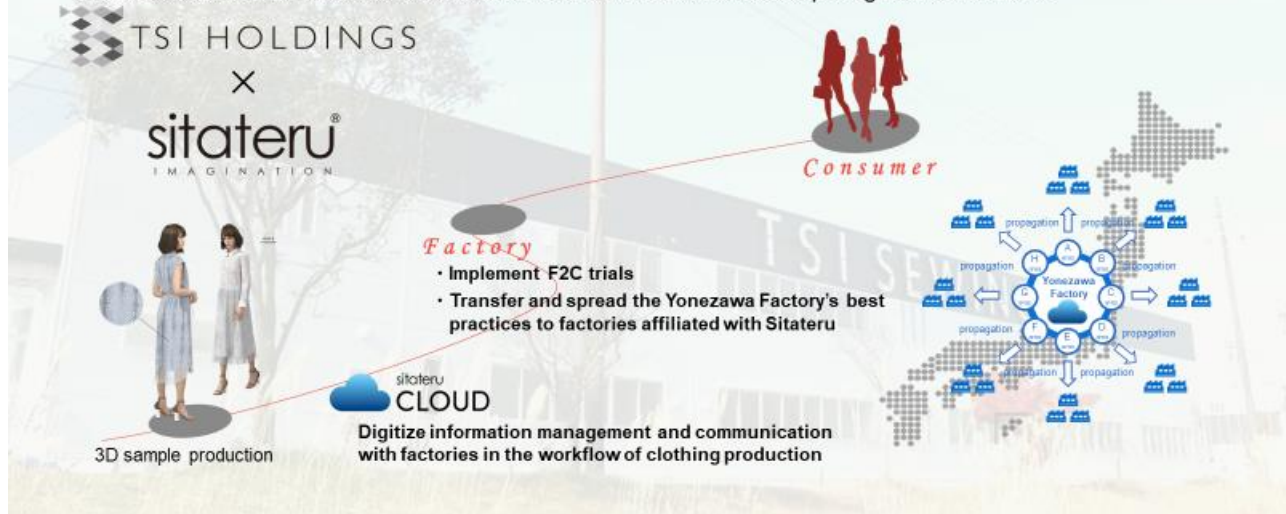 TSI HOLDINGS
×
sitateru®
IMAGINATION
Consumer
Factory
・Implement F2C trials
・Transfer and spread the Yonezawa Factory's best
practices to factories affiliated with Sitateru
sitateru
CLOUD
Digitize information management and communication
with factories in the workflow of clothing production
3D sample production
TSI SEWING
propagation
propagation
propagation
propagation
propagation
propagation
propagation
propagation
Yonezawa
Factory
A
B
C
D
E
F
G
H